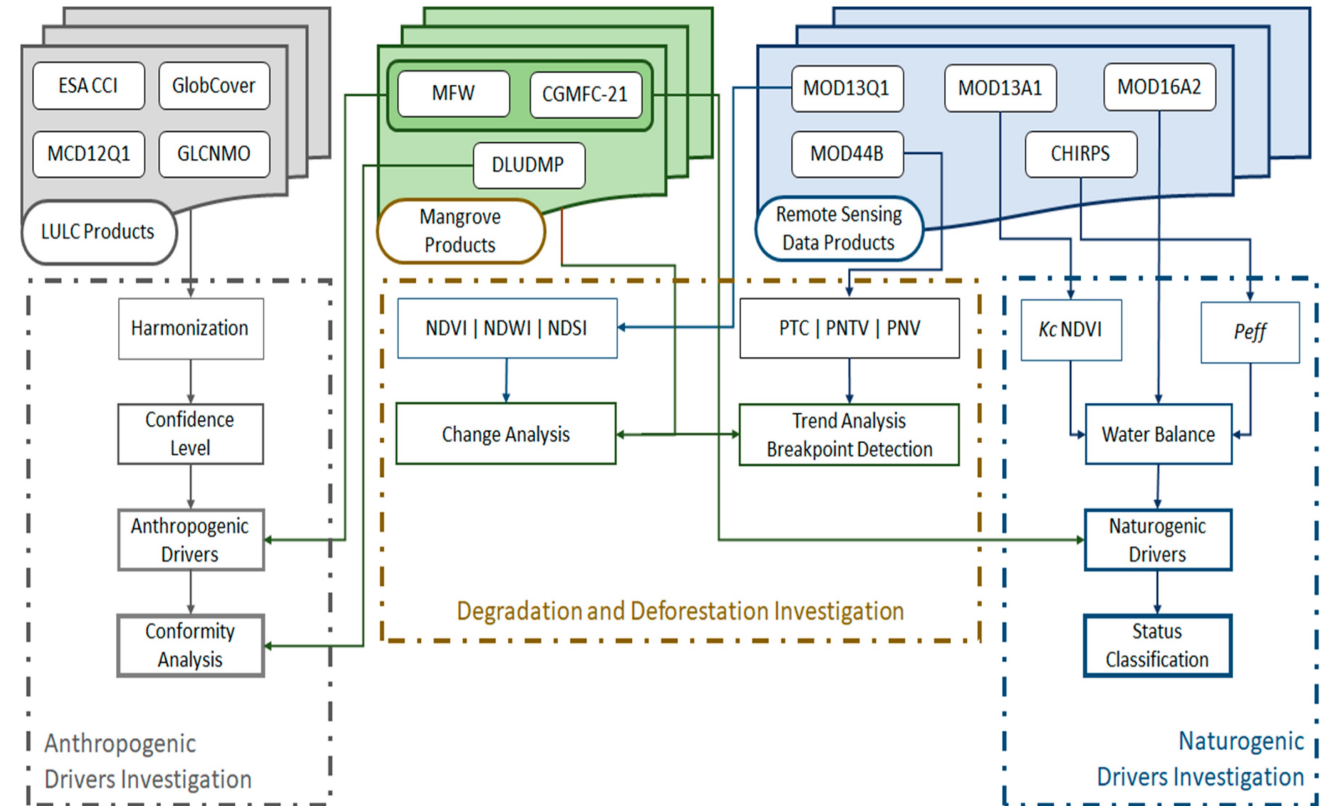 ESA CCI
GlobCover
MCD12Q1
GLCNMO
LULC Products
MFW
CGMFC-21
DLUDMP
Mangrove
Products
MOD13Q1
MOD13A1
MOD16A2
MOD44B
CHIRPS
Remote Sensing
Data Products
Harmonization
Confidence
Level
Anthropogenic
Drivers
Conformity
Analysis
Anthropogenic
Drivers Investigation
NDVI | NDWI | NDSI
PTC | PNTV | PNV
Change Analysis
Trend Analysis
Breakpoint Detection
Degradation and Deforestation Investigation
Kc NDVI
Peff
Water Balance
Naturogenic
Drivers
Status
Classification
Naturogenic
Drivers Investigation